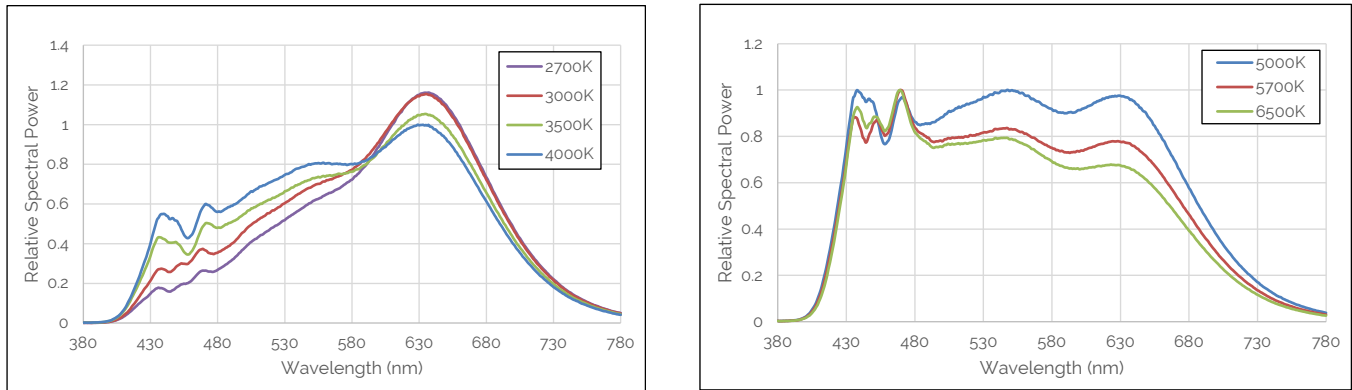 1.4
1.2
1
0.8
0.6
0.4
0.2
0
Relative Spectral Power
380 430 480 530 580 630 680 730 780
Wavelength (nm)
2700K
3000K
3500K
4000K
1.2
1
0.8
0.6
0.4
0.2
0
Relative Spectral Power
380 430 480 530 580 630 680 730 780
Wavelength (nm)
5000K
5700K
6500K